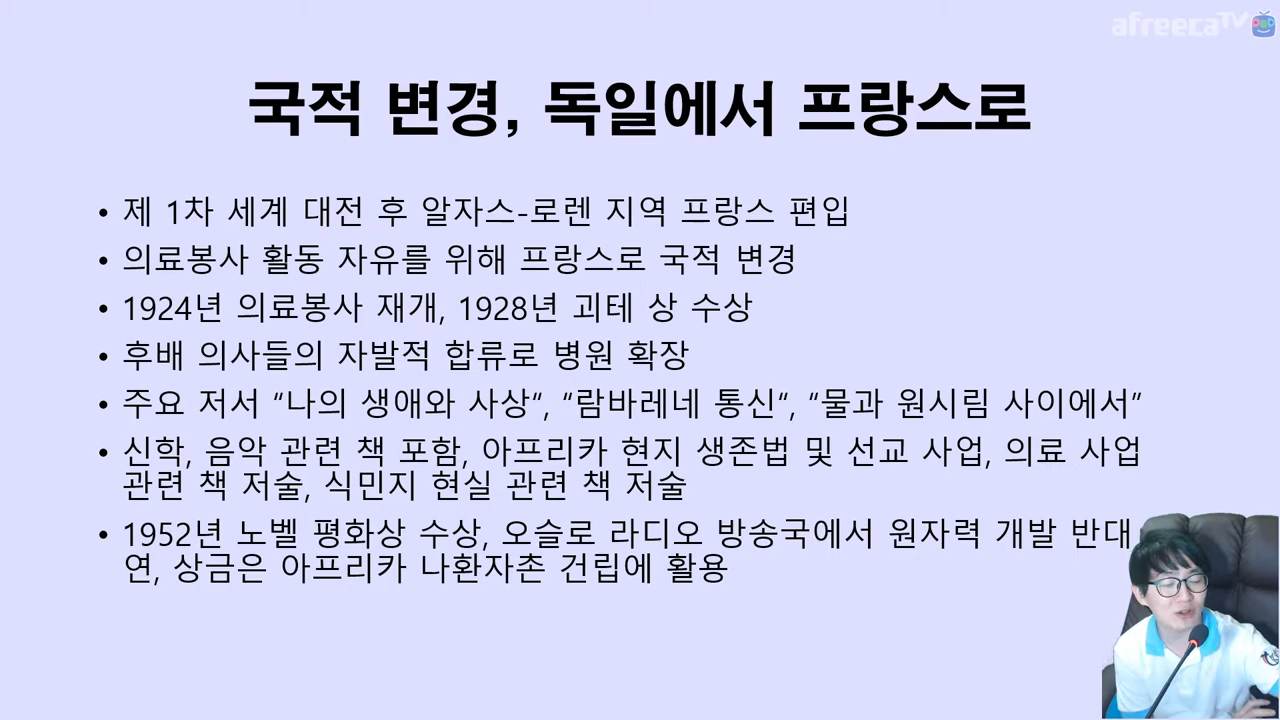 afreecaTV
국적 변경, 독일에서 프랑스로
• 제 1차 세계 대전 후 알자스-로렌 지역 프랑스 편입
• 의료봉사 활동 자유를 위해 프랑스로 국적 변경
• 1924년 의료봉사 재개, 1928년 괴테 상 수상
• 후배 의사들의 자발적 합류로 병원 확장
• 주요 저서 “나의 생애와 사상“, “람바레네 통신“, “물과 원시림 사이에서”
• 신학, 음악 관련 책 포함, 아프리카 현지 생존법 및 선교 사업, 의료 사업
관련 책 저술, 식민지 현실 관련 책 저술
• 1952년 노벨 평화상 수상, 오슬로 라디오 방송국에서 원자력 개발 반대
연, 상금은 아프리카 나환자촌 건립에 활용